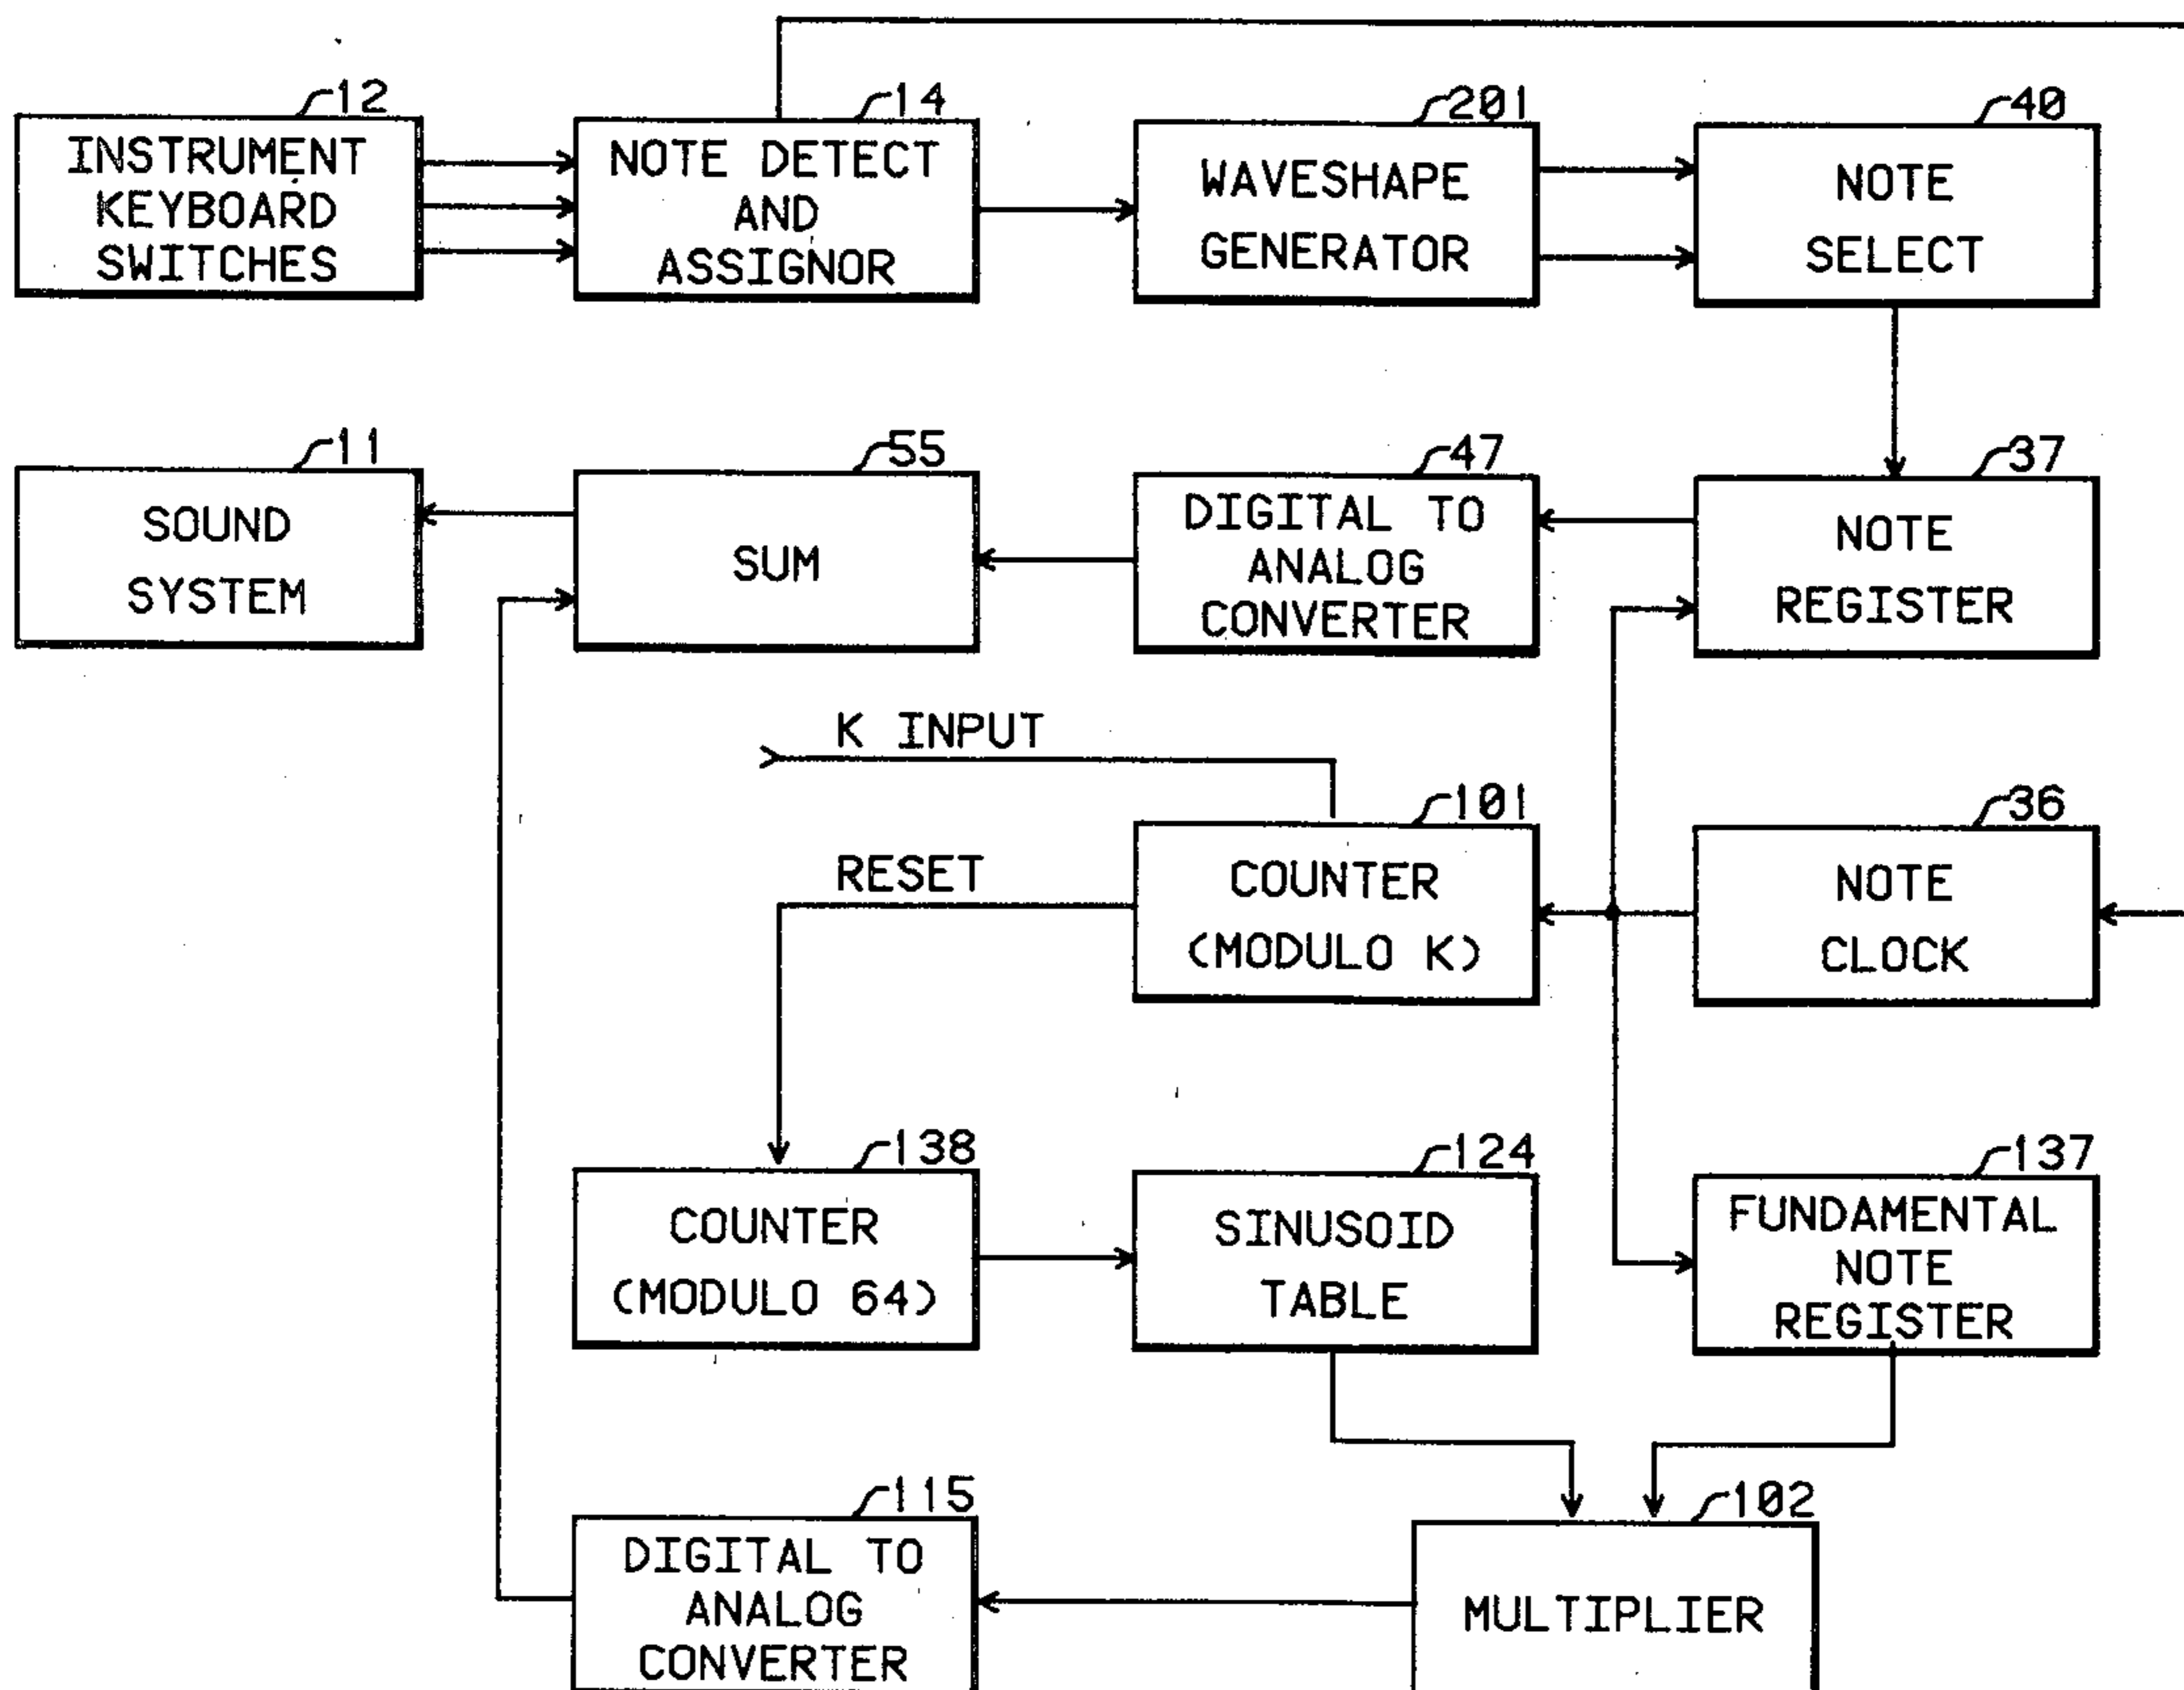 12
INSTRUMENT
KEYBOARD
SWITCHES
14
NOTE DETECT
AND
ASSIGNOR
201
WAVESHAPE
GENERATOR
40
NOTE
SELECT
11
SOUND
SYSTEM
55
SUM
47
DIGITAL TO
ANALOG
CONVERTER
37
NOTE
REGISTER
K INPUT
RESET
101
COUNTER
(MODULO K)
36
NOTE
CLOCK
138
COUNTER
(MODULO 64)
124
SINUSOID
TABLE
137
FUNDAMENTAL
NOTE
REGISTER
115
DIGITAL TO
ANALOG
CONVERTER
102
MULTIPLIER